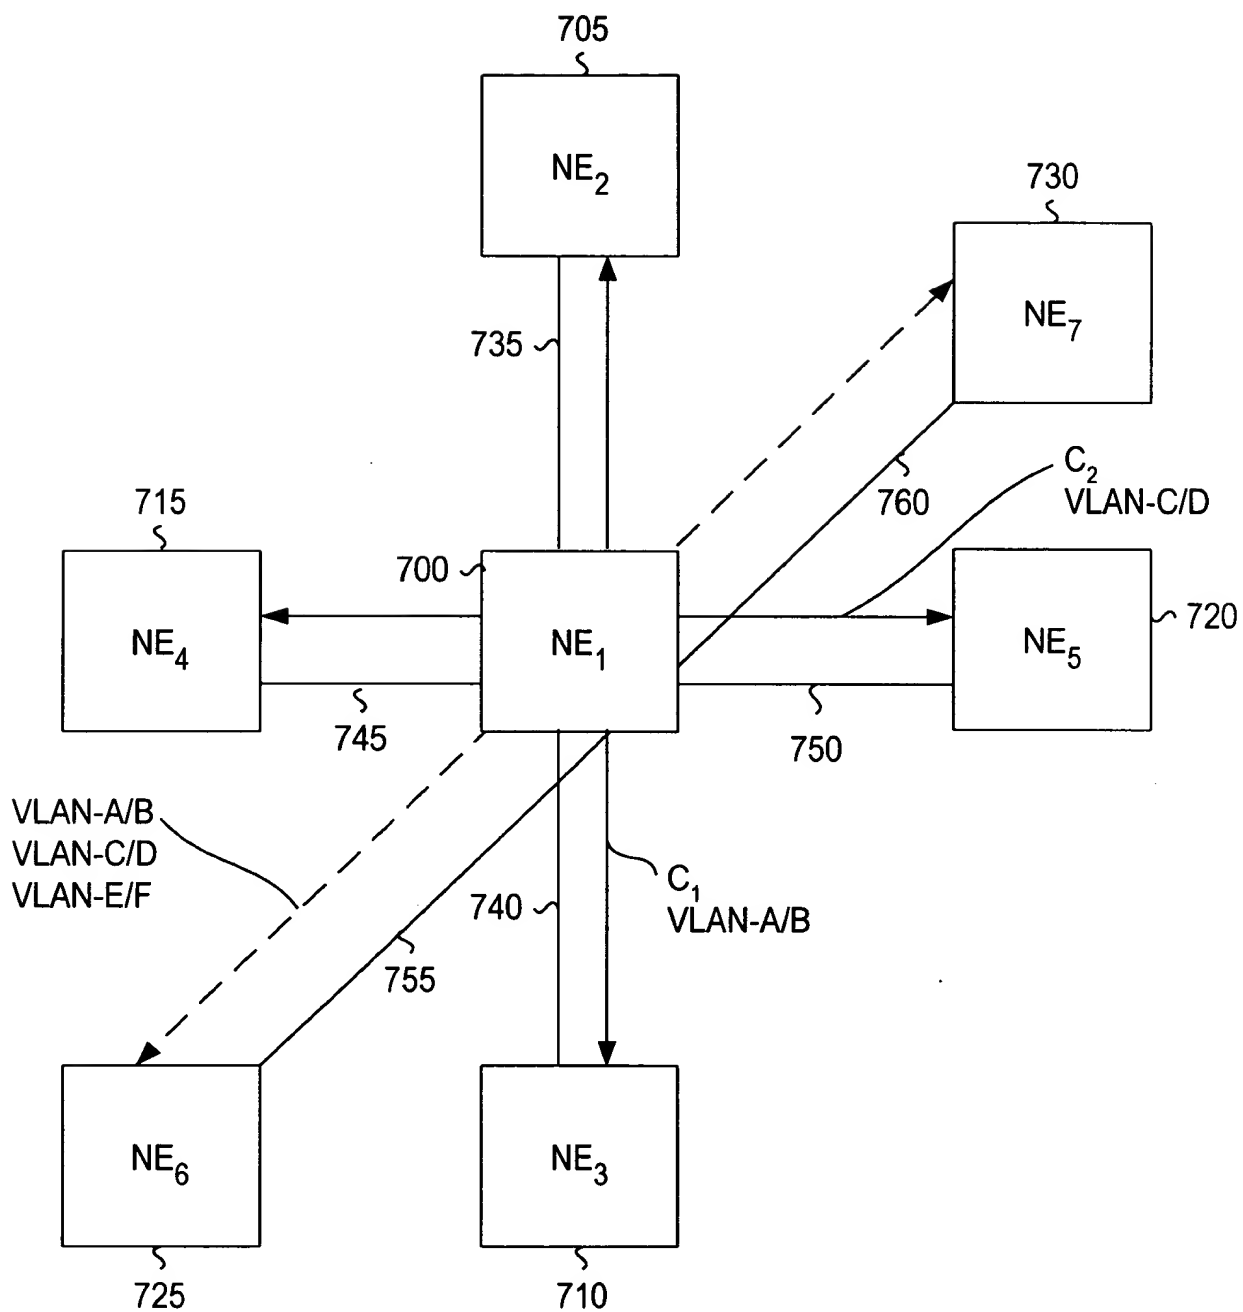 705
NE2
730
NE7
735
760
C2
VLAN-C/D
715
700
NE4
NE1
NE5
720
745
750
VLAN-A/B
VLAN-C/D
VLAN-E/F
C1
VLAN-A/B
740
755
NE6
NE3
725
710